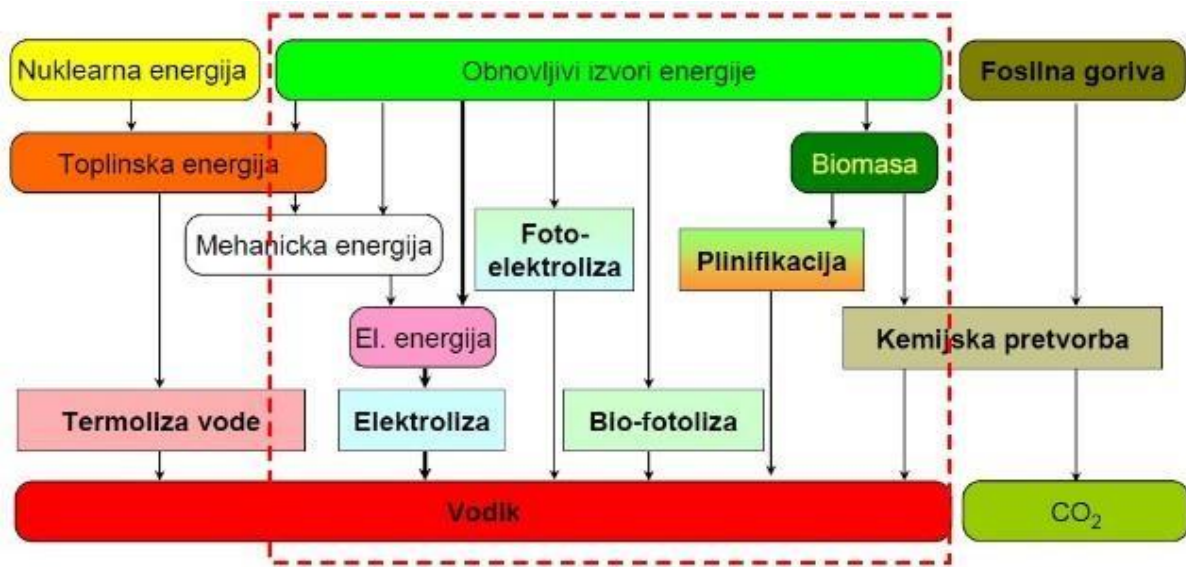 Nuklearna energija
Obnovljivi izvori energije
Fosilna goriva
Toplinska energija
Biomasa
Mehanicka energija
Foto-
elektroliza
Plinifikacija
El. energija
Kemijska pretvorba
Termoliza vode
Elektroliza
Bio-fotoliza
Vodik
CO₂